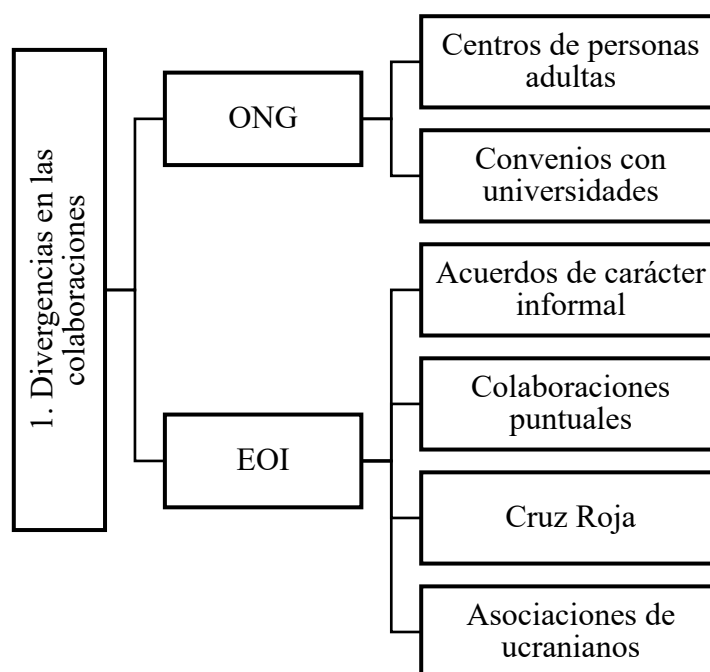 1. Divergencias en las
colaboraciones
ONG
Centros de personas
adultas
Convenios con
universidades
EOI
Acuerdos de carácter
informal
Colaboraciones
puntuales
Cruz Roja
Asociaciones de
ucranianos